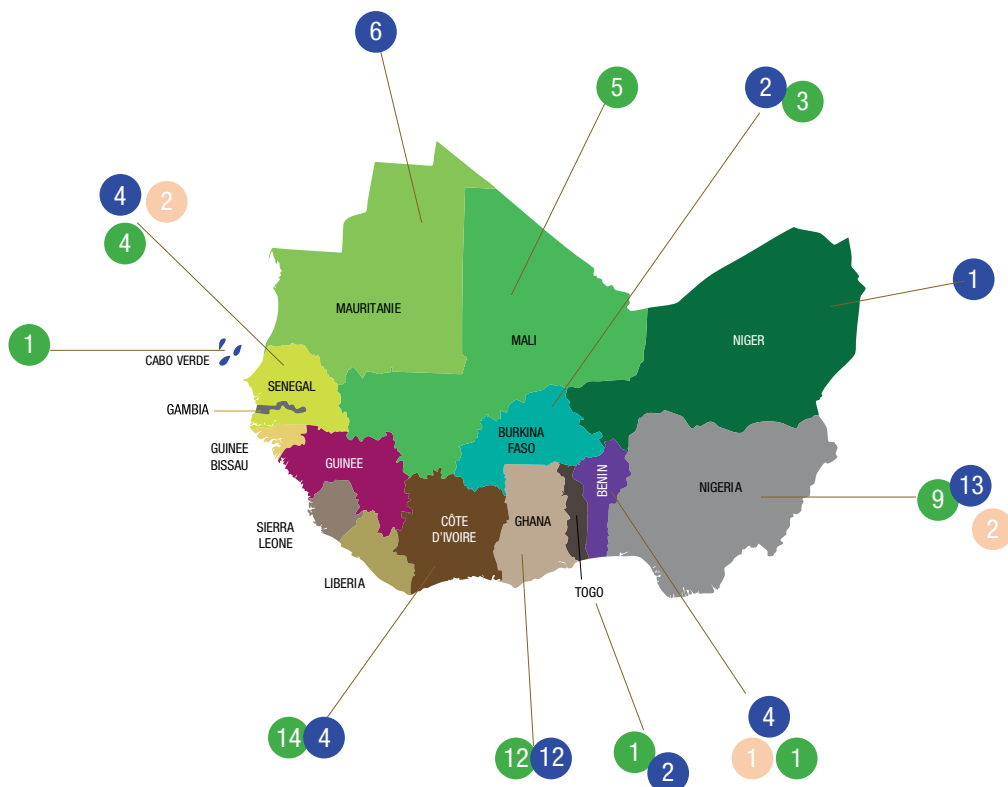 6
5
2 3
4 2
4
1
1
MAURITANIE
MALI
NIGER
CABO VERDE
SENEGAL
GAMBIA
GUINEE
BISSAU
GUINEE
BURKINA
FASO
BENIN
NIGERIA
9 13
2
SIERRA
LEONE
CÔTE
D'IVOIRE
GHANA
LIBERIA
TOGO
14 4
12 12
1
2
4
1 1